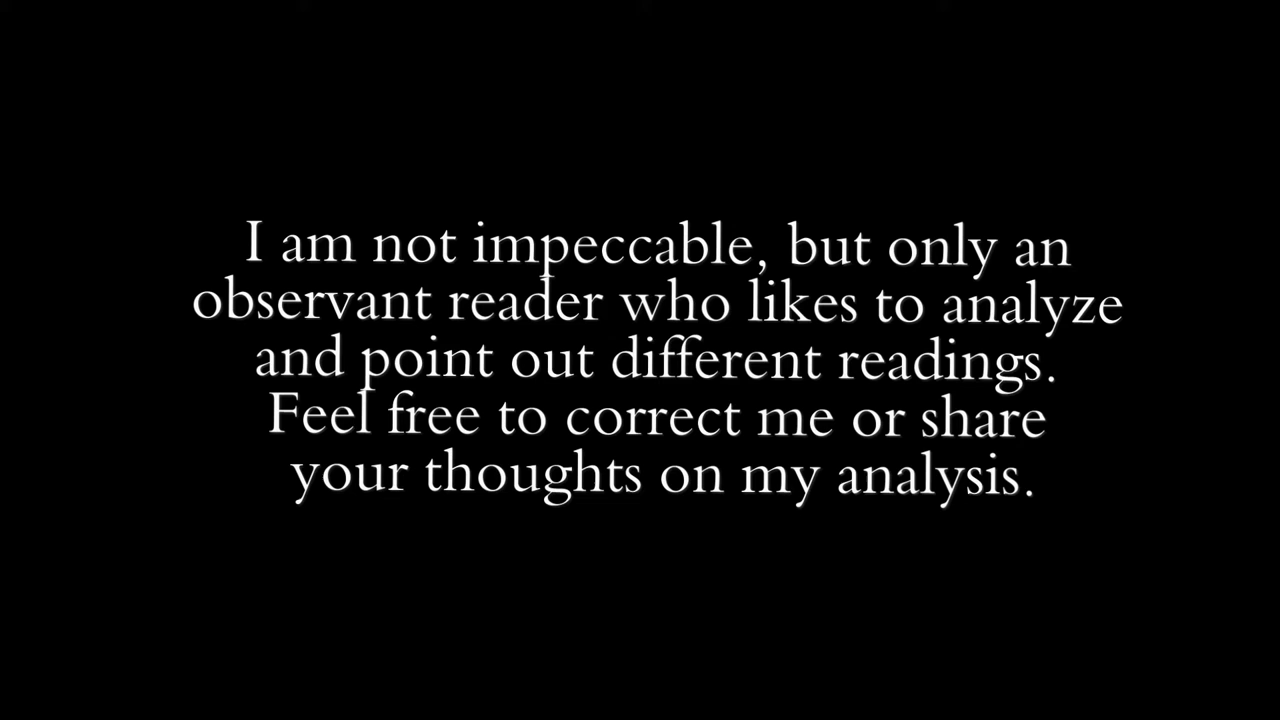 I am not impeccable, but only an
observant reader who likes to analyze
and point out different readings.
Feel free to correct me or share
your thoughts on my analysis.